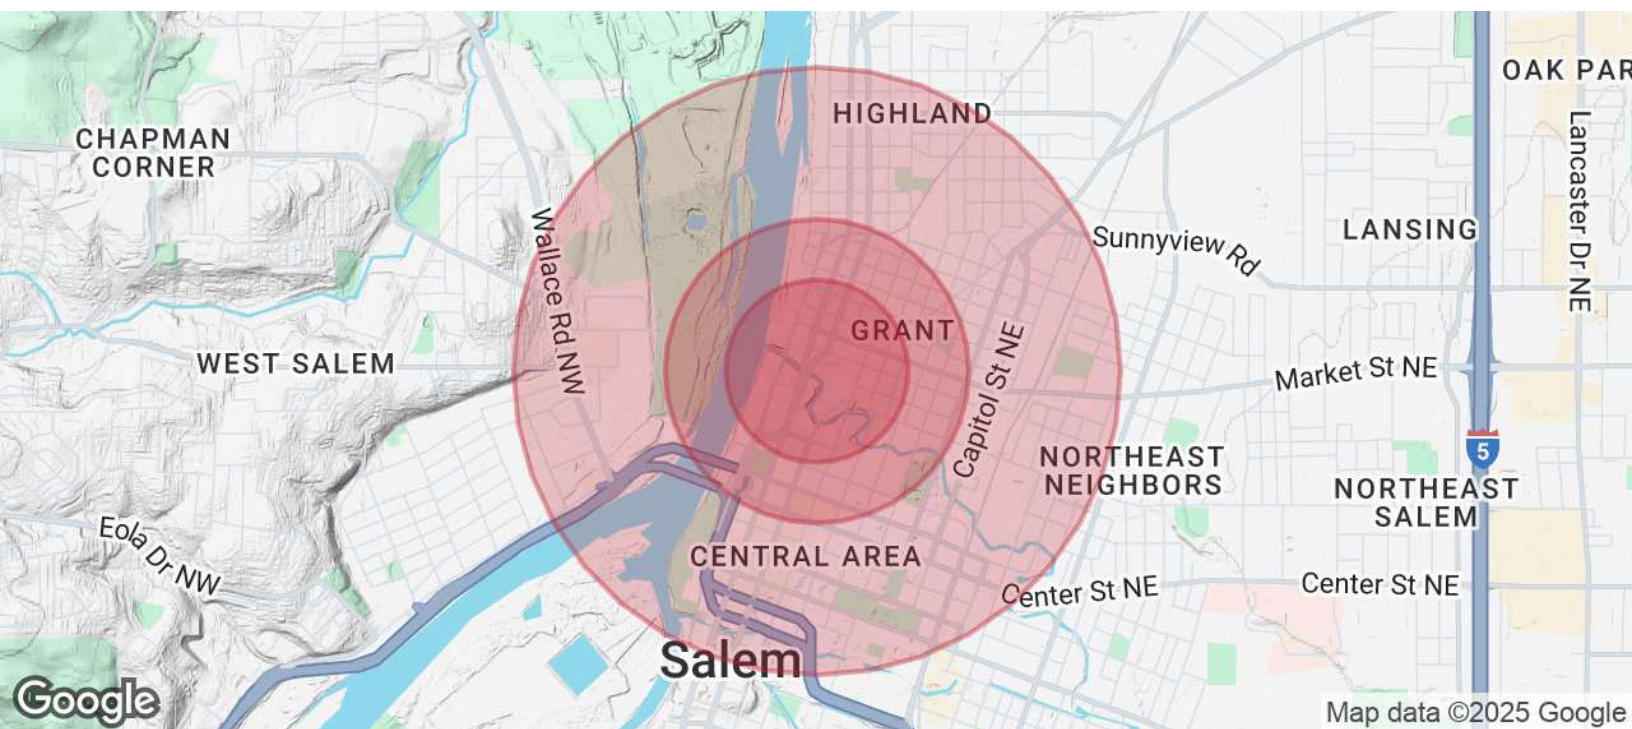 HIGHLAND
OAK PAR
CHAPMAN
CORNER
Lancaster Dr NE
Wallace Rd NW
Sunnyview Rd
LANSING
GRANT
WEST SALEM
Capitol St NE
Market St NE
5
NORTHEAST
NEIGHBORS
NORTHEAST
SALEM
Eola Dr NW
CENTRAL AREA
Center St NE
Center St NE
Salem
Google
Map data ©2025 Google